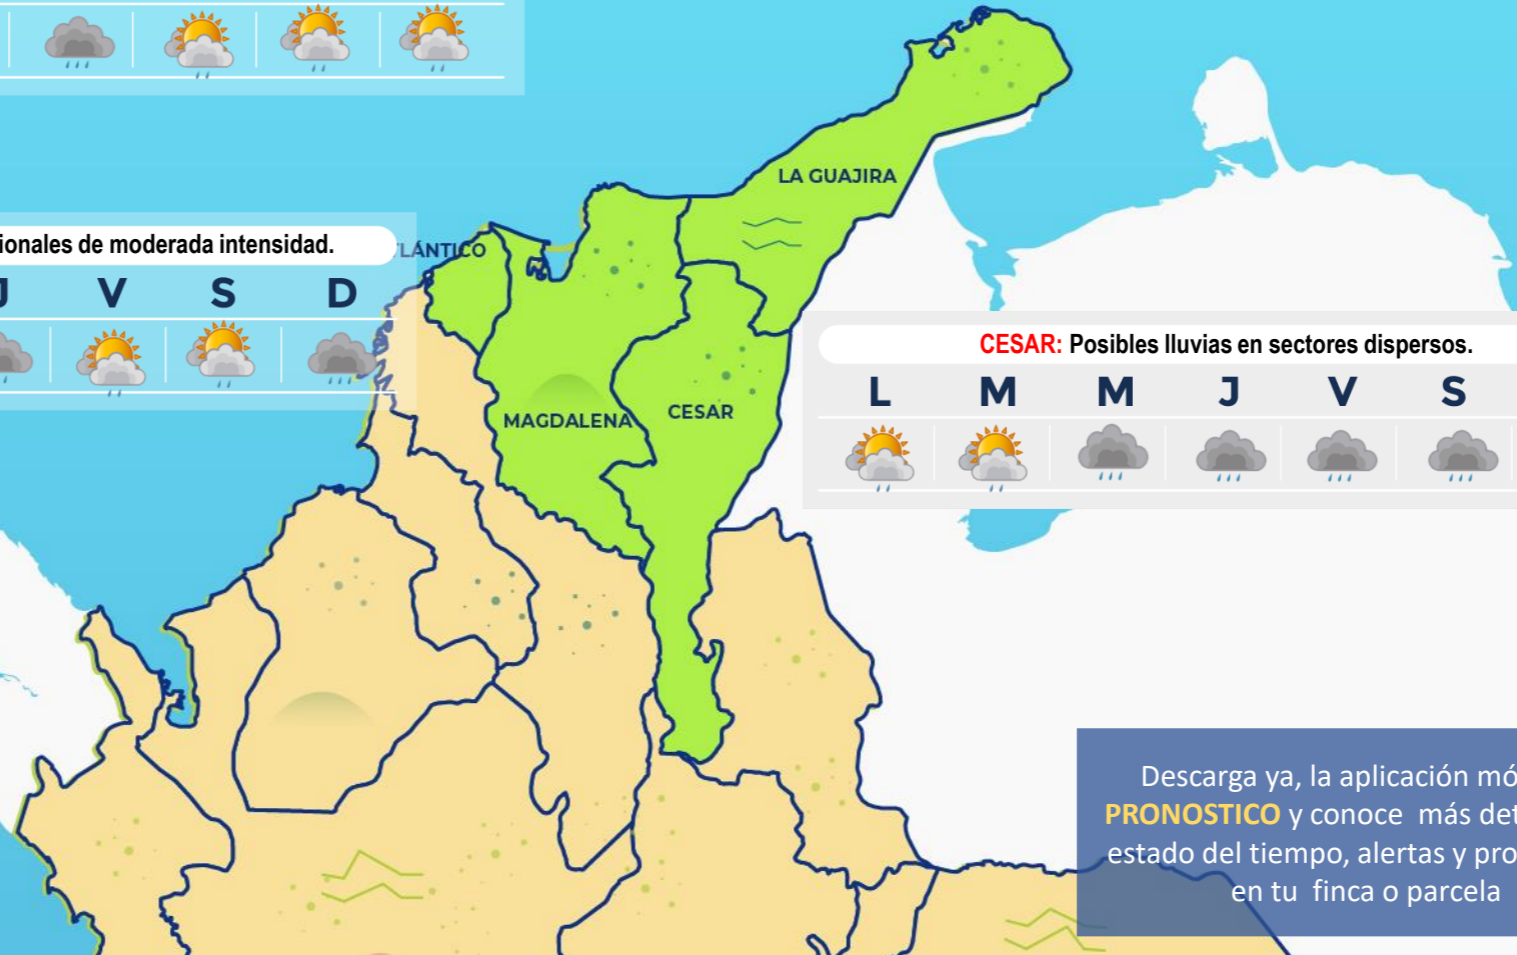 LA GUAJIRA
ionales de moderada intensidad.
TLÁNTICO
J V S D
CESAR: Posibles lluvias en sectores dispersos.
L M M J V S
MAGDALENA
CESAR
Descarga ya, la aplicación mó
PRONOSTICO y conoce más det
estado del tiempo, alertas y pro
en tu finca o parcela